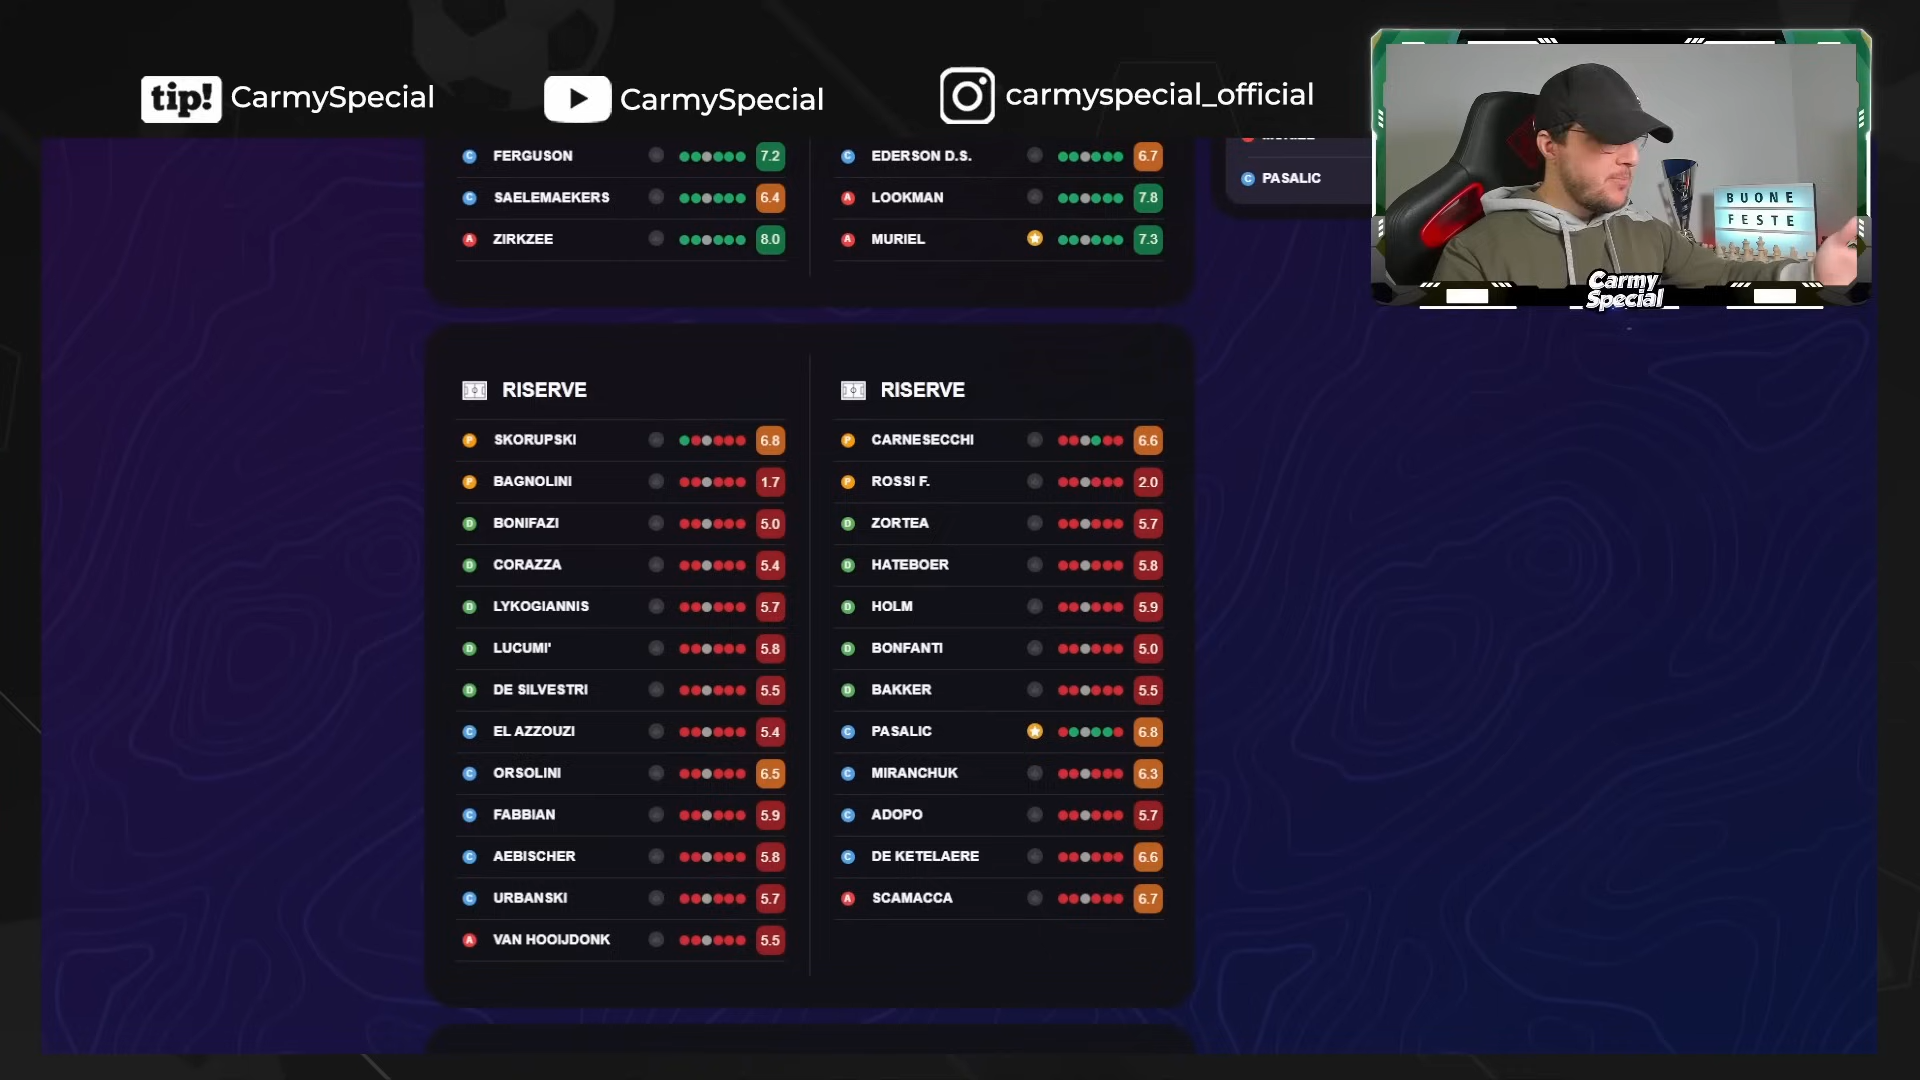 tip! CarmySpecial
CarmySpecial
carmyspecial_official
C FERGUSON 7.2
C SAELEMAEKERS 6.4
A ZIRKZEE 8.0
C EDERSON D.S. 6.7
A LOOKMAN 7.8
A MURIEL 7.3
C PASALIC
BUONE
FESTE
Carmy
Special
RISERVE
P SKORUPSKI 6.8
P BAGNOLINI 1.7
D BONIFAZI 5.0
D CORAZZA 5.4
D LYKOGIANNIS 5.7
D LUCUMI' 5.8
D DE SILVESTRI 5.5
C EL AZZOUZI 5.4
C ORSOLINI 6.5
C FABBIAN 5.9
C AEBISCHER 5.8
C URBANSKI 5.7
A VAN HOOIJDONK 5.5
RISERVE
P CARNESECCHI 6.6
P ROSSI F. 2.0
D ZORTEA 5.7
D HATEBOER 5.8
D HOLM 5.9
D BONFANTI 5.0
D BAKKER 5.5
C PASALIC 6.8
C MIRANCHUK 6.3
C ADOPO 5.7
C DE KETELAERE 6.6
A SCAMACCA 6.7